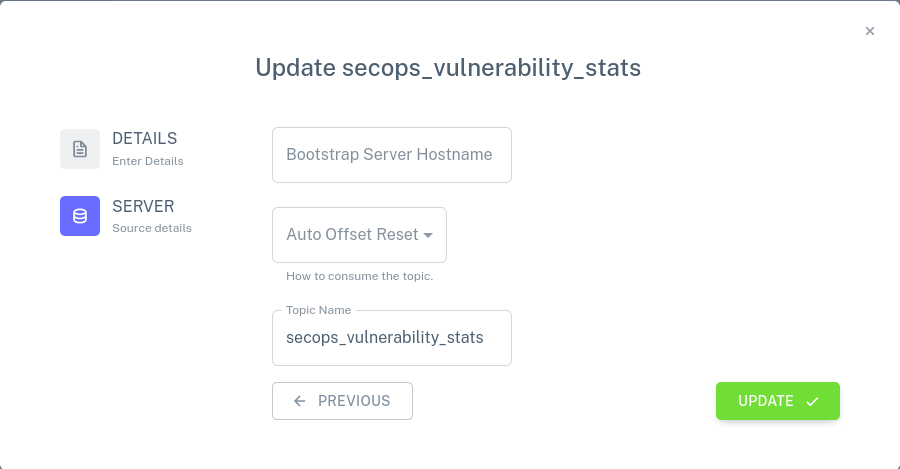 ×
Update secops_vulnerability_stats
DETAILS
Enter Details
SERVER
Source details
Bootstrap Server Hostname
Auto Offset Reset
How to consume the topic.
Topic Name
secops_vulnerability_stats
PREVIOUS
UPDATE